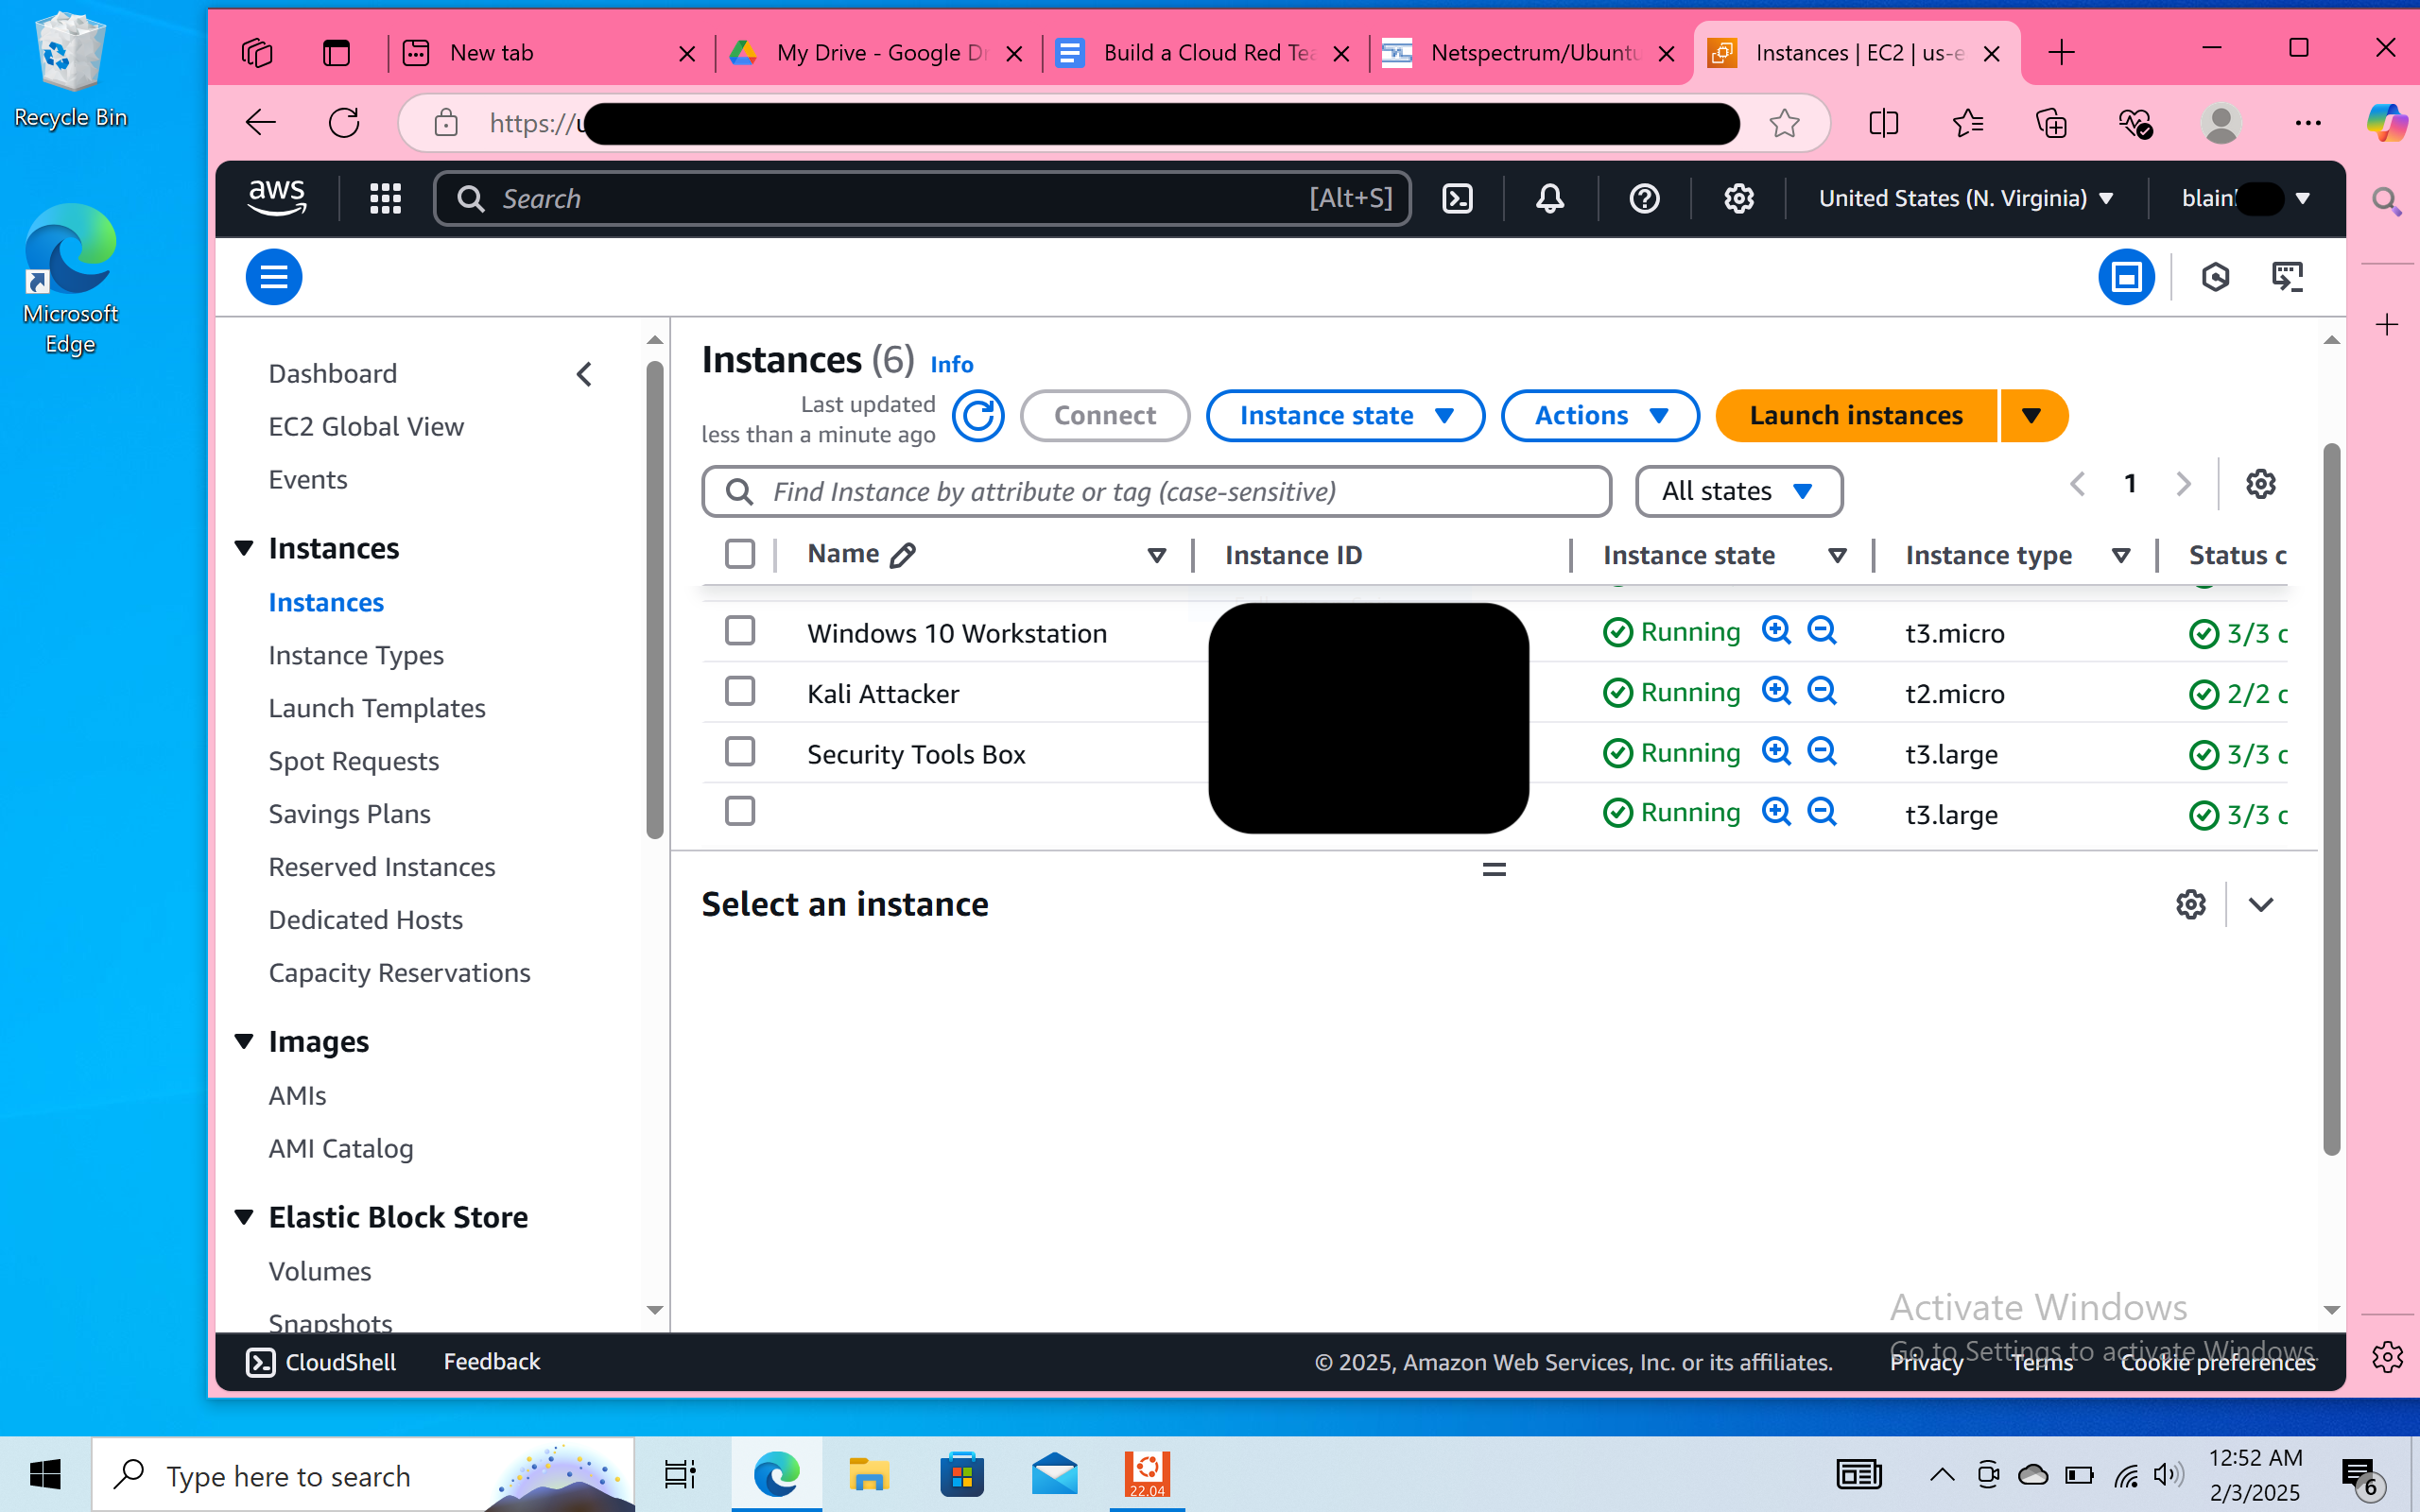 Recycle Bin
Microsoft
Edge
New tab
My Drive - Google Dr
Build a Cloud Red Tea
Netspectrum/Ubuntu
Instances | EC2 | us-e
https://u
aws
Search
[Alt+S]
United States (N. Virginia)
blain
Dashboard
EC2 Global View
Events
Instances
Instances
Instance Types
Launch Templates
Spot Requests
Savings Plans
Reserved Instances
Dedicated Hosts
Capacity Reservations
Images
AMIs
AMI Catalog
Elastic Block Store
Volumes
Snapshots
Instances (6) Info
Last updated
less than a minute ago
Connect
Instance state
Actions
Launch instances
Find Instance by attribute or tag (case-sensitive)
All states
1
Name Instance ID Instance state Instance type Status c
Windows 10 Workstation Running t3.micro 3/3 c
Kali Attacker Running t2.micro 2/2 c
Security Tools Box Running t3.large 3/3 c
Running t3.large 3/3 c
Select an instance
Activate Windows
Go to Settings to activate Windows.
CloudShell Feedback
© 2025, Amazon Web Services, Inc. or its affiliates.
Privacy Terms Cookie preferences
Type here to search
22.04
12:52 AM
2/3/2025
6